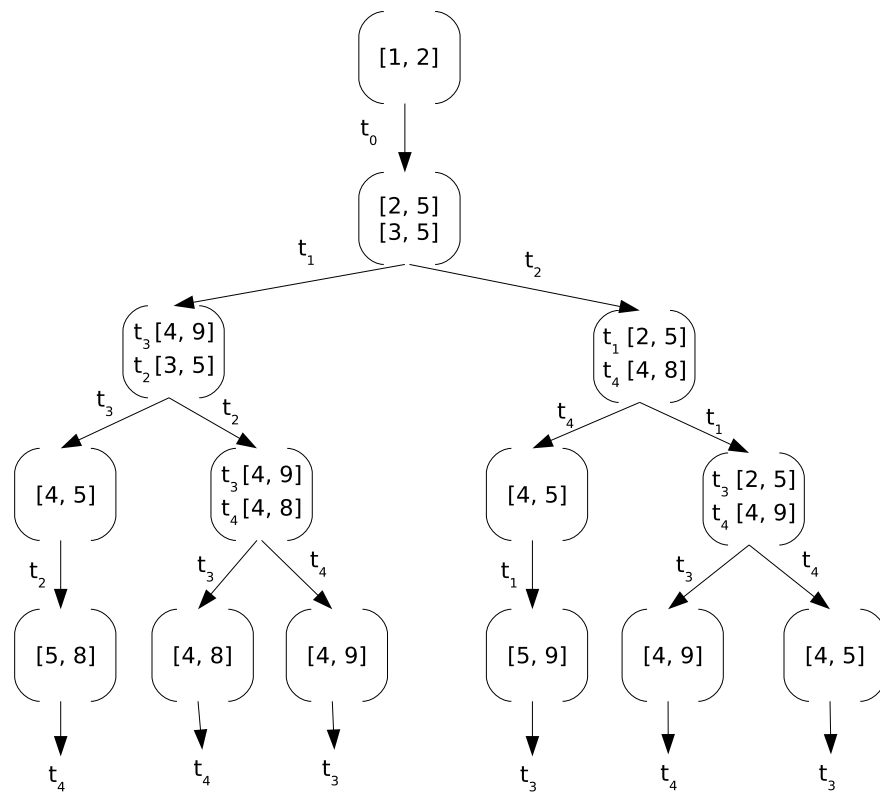 [1, 2]
t0
[2, 5]
[3, 5]
t1
t2
t3 [4, 9]
t2 [3, 5]
t1 [2, 5]
t4 [4, 8]
t3
t2
t4
t1
[4, 5]
t3 [4, 9]
t4 [4, 8]
[4, 5]
t3 [2, 5]
t4 [4, 9]
t2
t3
t4
t1
t3
t4
[5, 8]
[4, 8]
[4, 9]
[5, 9]
[4, 9]
[4, 5]
t4
t4
t3
t3
t4
t3